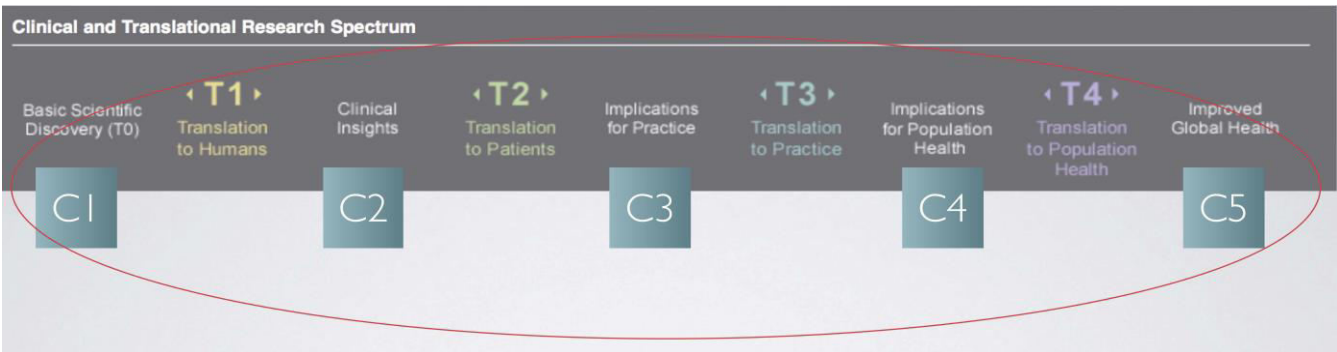 Clinical and Translational Research Spectrum
Basic Scientific
Discovery (T0)
T1
Translation
to Humans
Clinical
Insights
T2
Translation
to Patients
Implications
for Practice
T3
Translation
to Practice
Implications
for Population
Health
T4
Translation
to Population
Health
Improved
Global Health
C1
C2
C3
C4
C5